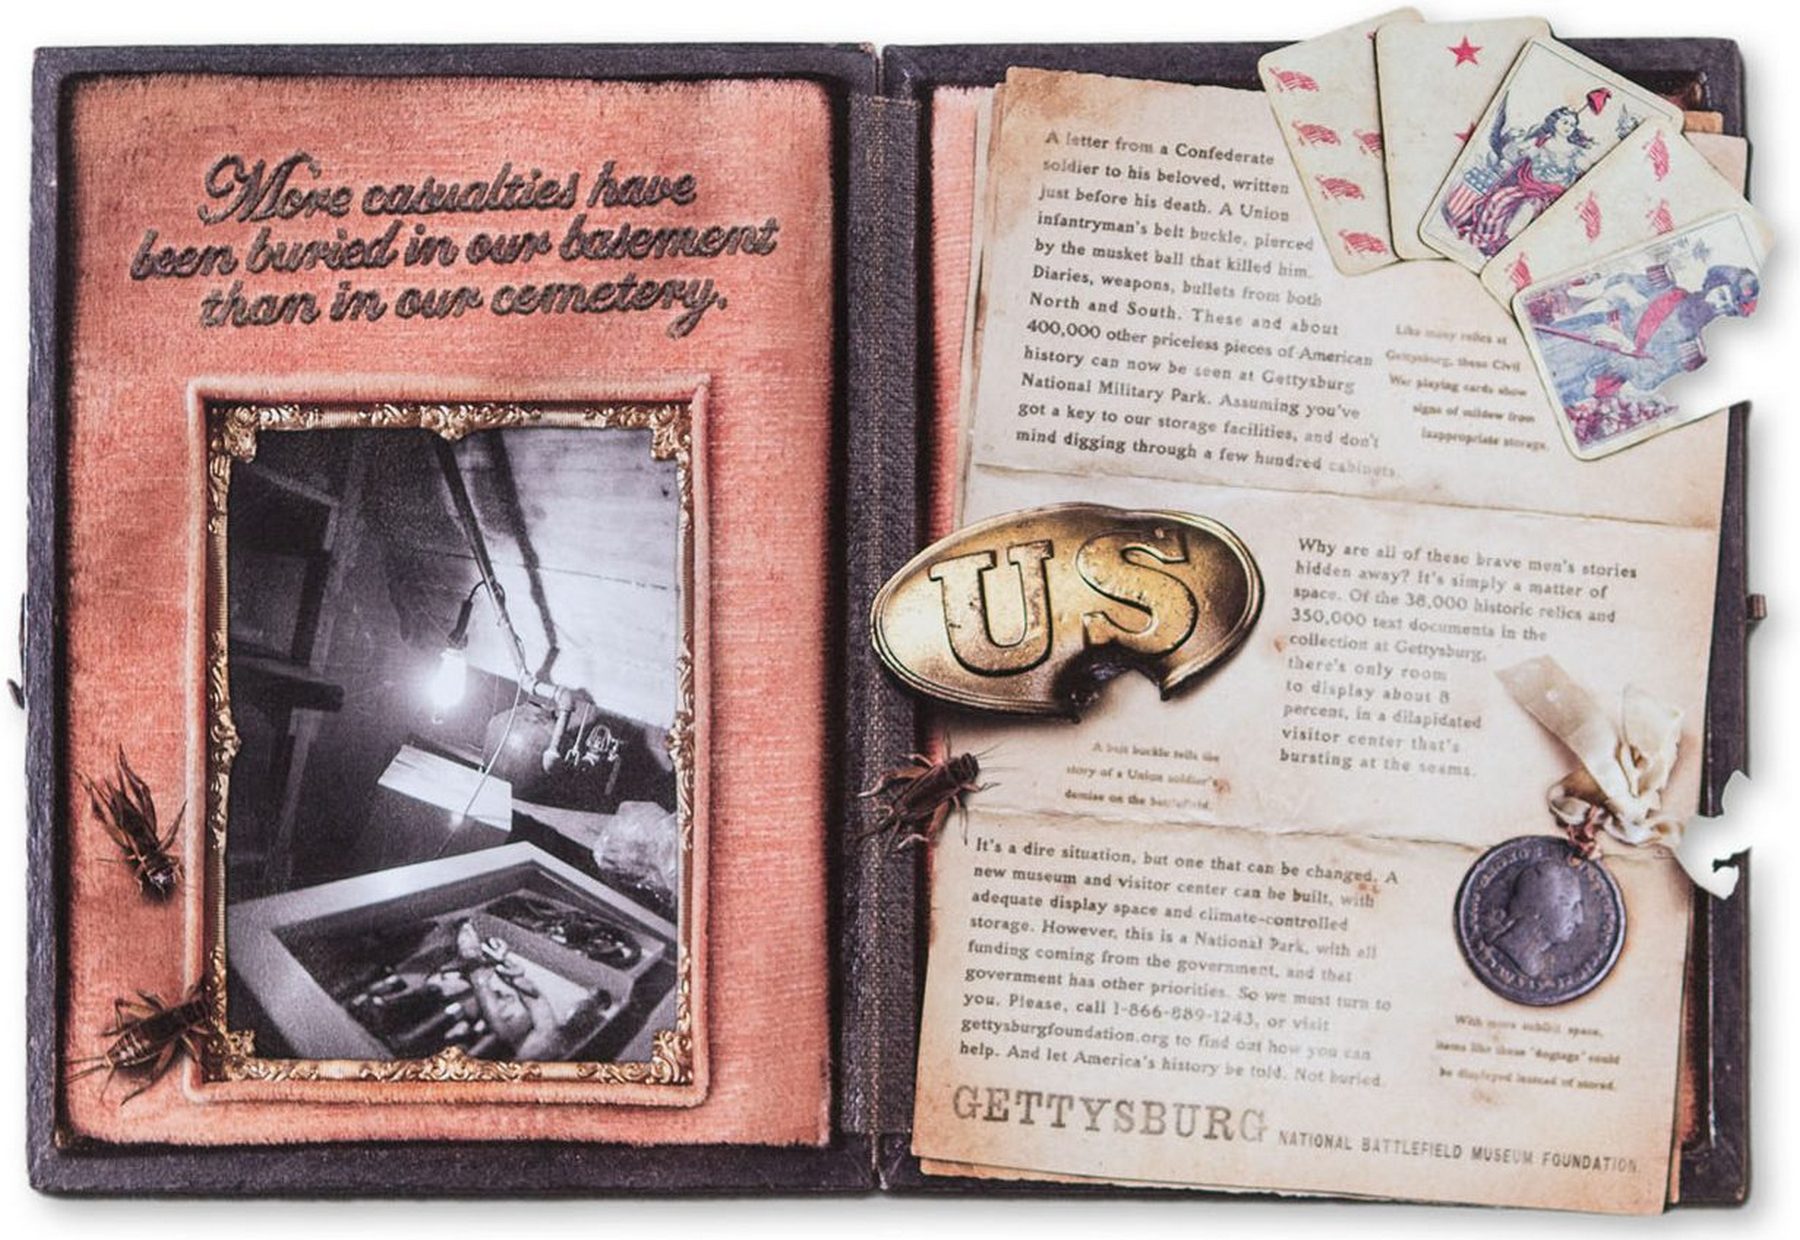 More casualties have
been buried in our basement
than in our cemetery.
A letter from a Confederate
soldier to his beloved, written
just before his death. A Union
infantryman's belt buckle, pierced
by the musket ball that killed him.
Diaries, weapons, bullets from both
North and South. These and about
400,000 other priceless pieces of American
history can now be seen at Gettysburg
National Military Park. Assuming you've
got a key to our storage facilities, and don't
mind digging through a few hundred cabinets.
Like many relics at
Gettysburg, these Civil
War playing cards show
signs of mildew from
inappropriate storage.
US
Why are all of these brave men's stories
hidden away? It's simply a matter of
space. Of the 38,000 historic relics and
350,000 text documents in the
collection at Gettysburg,
there's only room
to display about 8
percent, in a dilapidated
visitor center that's
bursting at the seams.
A belt buckle tells the
story of a Union soldier's
demise on the battlefield.
It's a dire situation, but one that can be changed. A
new museum and visitor center can be built, with
adequate display space and climate-controlled
storage. However, this is a National Park, with all
funding coming from the government, and that
government has other priorities. So we must turn to
you. Please, call 1-866-889-1243, or visit
gettysburgfoundation.org to find out how you can
help. And let America's history be told. Not buried.
With more exhibit space,
items like these "dogtags" could
be displayed instead of stored.
GETTYSBURG NATIONAL BATTLEFIELD MUSEUM FOUNDATION